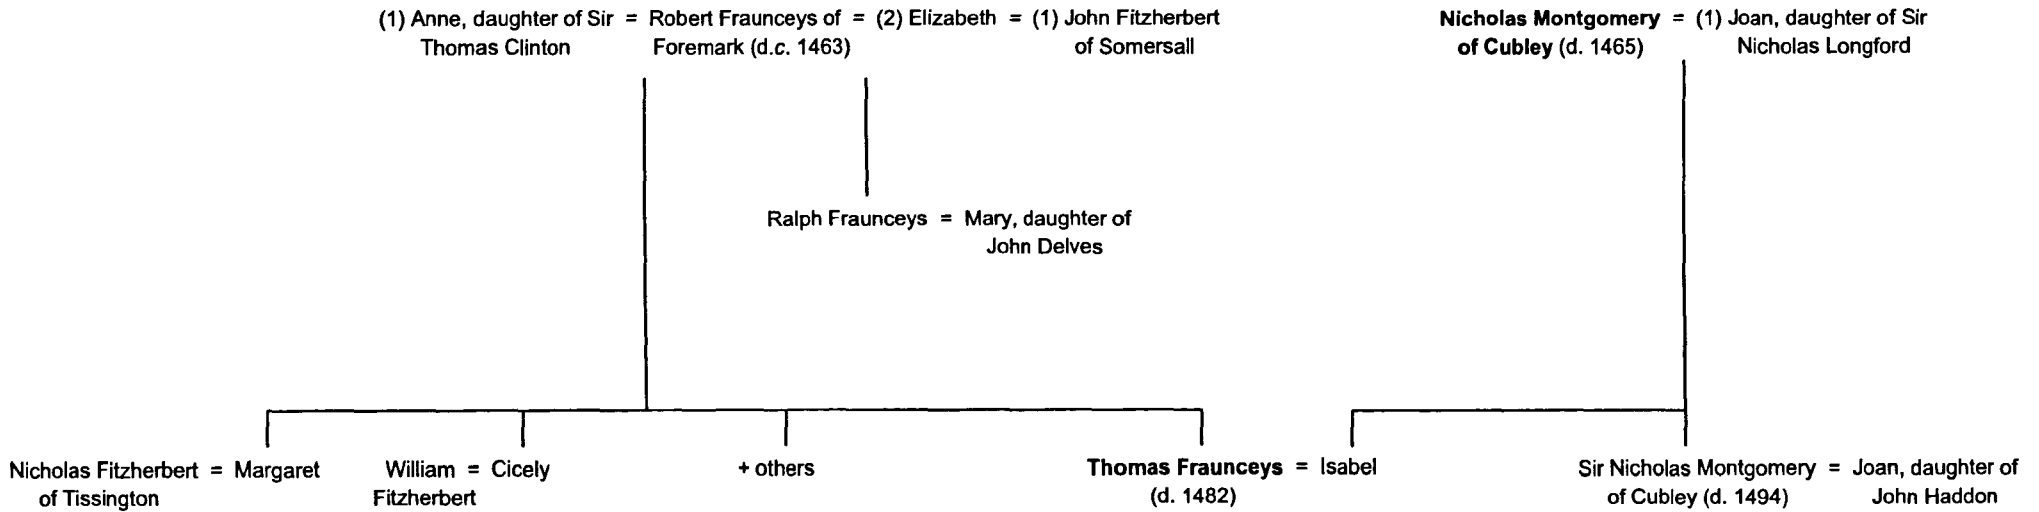 (1) Anne, daughter of Sir = Robert Fraunceys of = (2) Elizabeth = (1) John Fitzherbert
Thomas Clinton Foremark (d.c. 1463) of Somersall
Nicholas Montgomery = (1) Joan, daughter of Sir
of Cubley (d. 1465) Nicholas Longford
Ralph Fraunceys = Mary, daughter of
John Delves
Nicholas Fitzherbert = Margaret
of Tissington
William = Cicely
Fitzherbert
+ others
Thomas Fraunceys = Isabel
(d. 1482)
Sir Nicholas Montgomery = Joan, daughter of
of Cubley (d. 1494) John Haddon